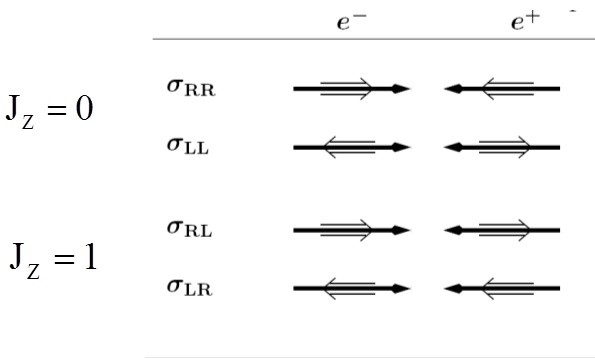 e⁻ e⁺
σ_RR
J_Z = 0
σ_LL
σ_RL
J_Z = 1
σ_LR